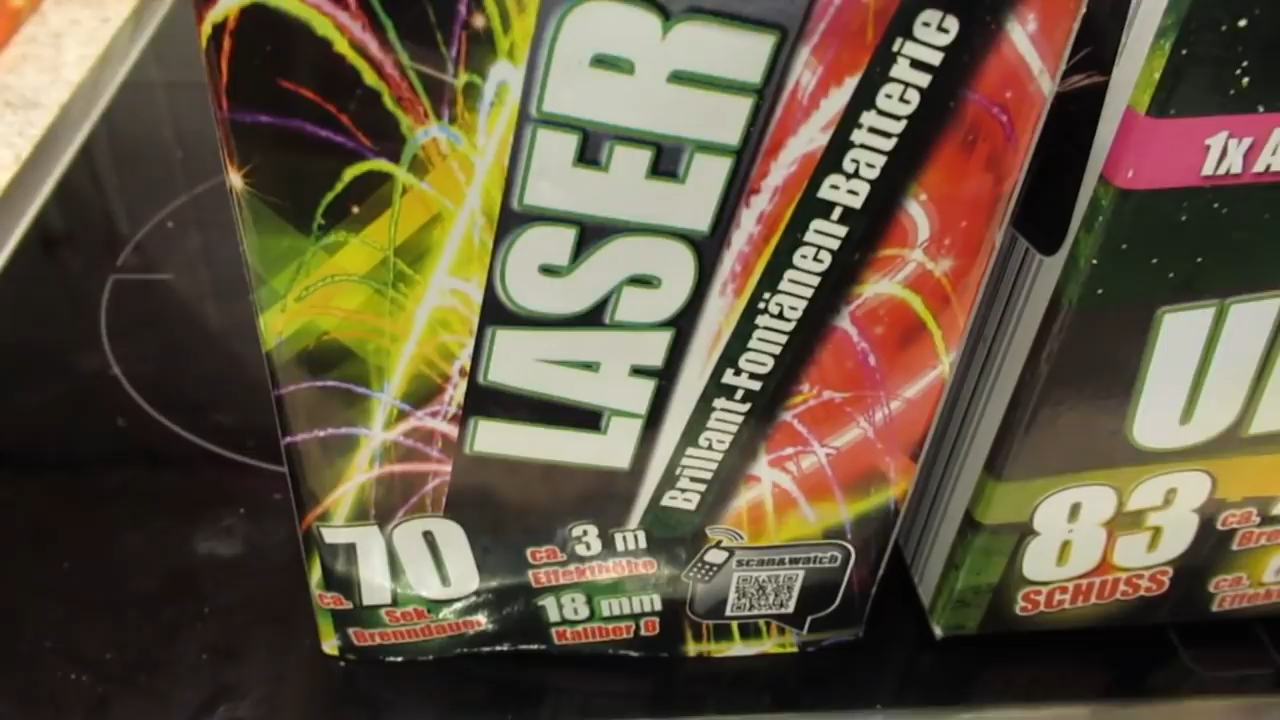 LASER
Brillant-Fontänen-Batterie
ca. 70
Sek.
Brenndauer
ca. 3 m
Effekthöhe
18 mm
Kaliber Ø
scan&watch
1x
83
SCHUSS
ca.
ca.